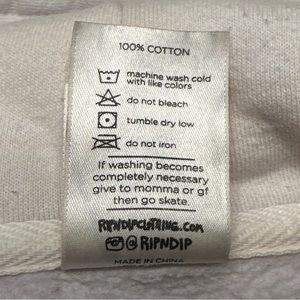 100% COTTON
machine wash cold
with like colors
do not bleach
tumble dry low
do not iron
If washing becomes
completely necessary
give to momma or gf
then go skate.
RIPNDIPCLOTHING.COM
@RIPNDIP
MADE IN CHINA